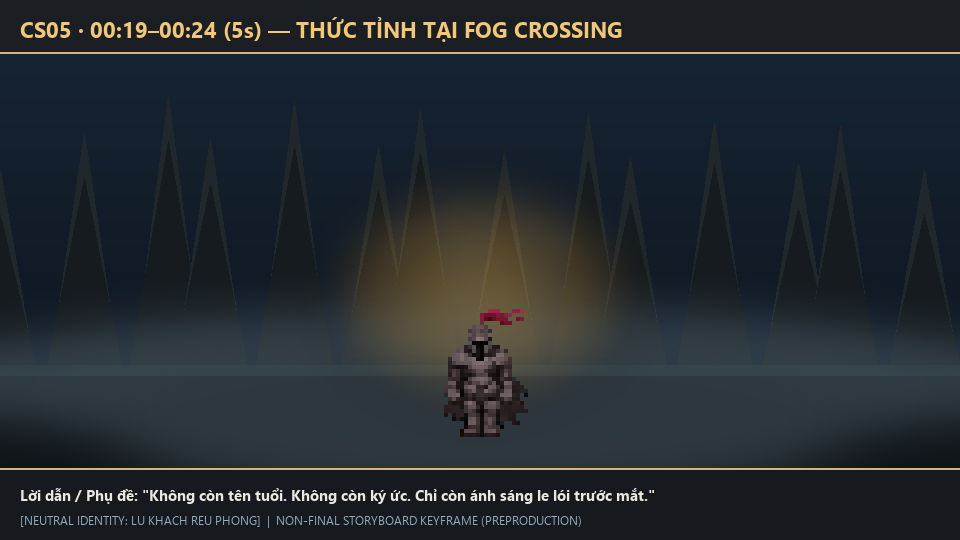 CS05 · 00:19–00:24 (5s) — THỨC TỈNH TẠI FOG CROSSING
Lời dẫn / Phụ đề: "Không còn tên tuổi. Không còn ký ức. Chỉ còn ánh sáng le lói trước mắt."
[NEUTRAL IDENTITY: LU KHACH REU PHONG] | NON-FINAL STORYBOARD KEYFRAME (PREPRODUCTION)